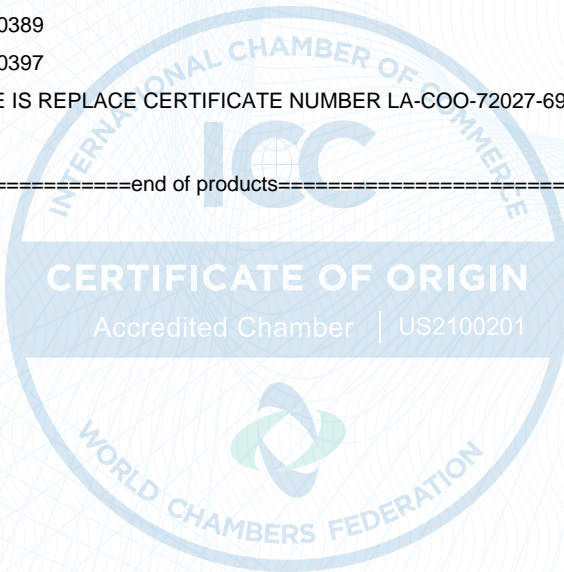 0389
0397
E IS REPLACE CERTIFICATE NUMBER LA-COO-72027-69
===========end of products=======================
INTERNATIONAL CHAMBER OF COMMERCE
ICC
CERTIFICATE OF ORIGIN
Accredited Chamber | US2100201
WORLD CHAMBERS FEDERATION